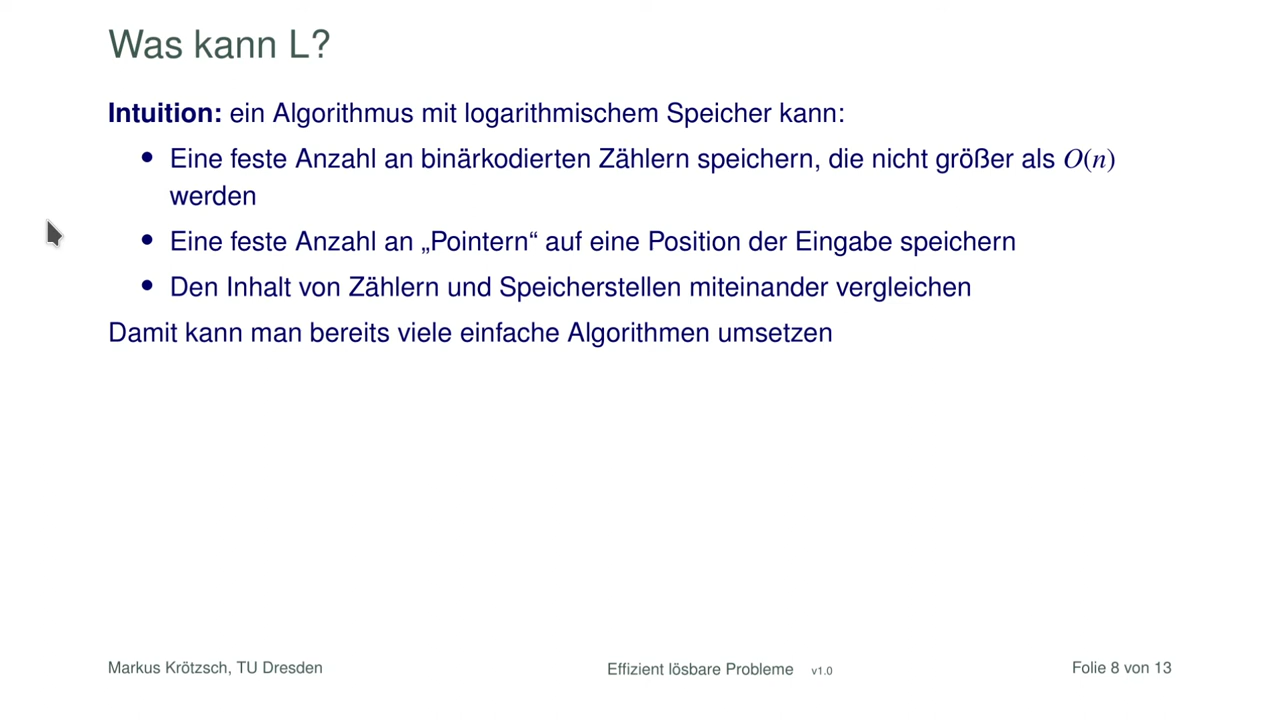 Was kann L?
Intuition: ein Algorithmus mit logarithmischem Speicher kann:
• Eine feste Anzahl an binärkodierten Zählern speichern, die nicht größer als O(n)
werden
• Eine feste Anzahl an „Pointern“ auf eine Position der Eingabe speichern
• Den Inhalt von Zählern und Speicherstellen miteinander vergleichen
Damit kann man bereits viele einfache Algorithmen umsetzen
Markus Krötzsch, TU Dresden Effizient lösbare Probleme v1.0 Folie 8 von 13